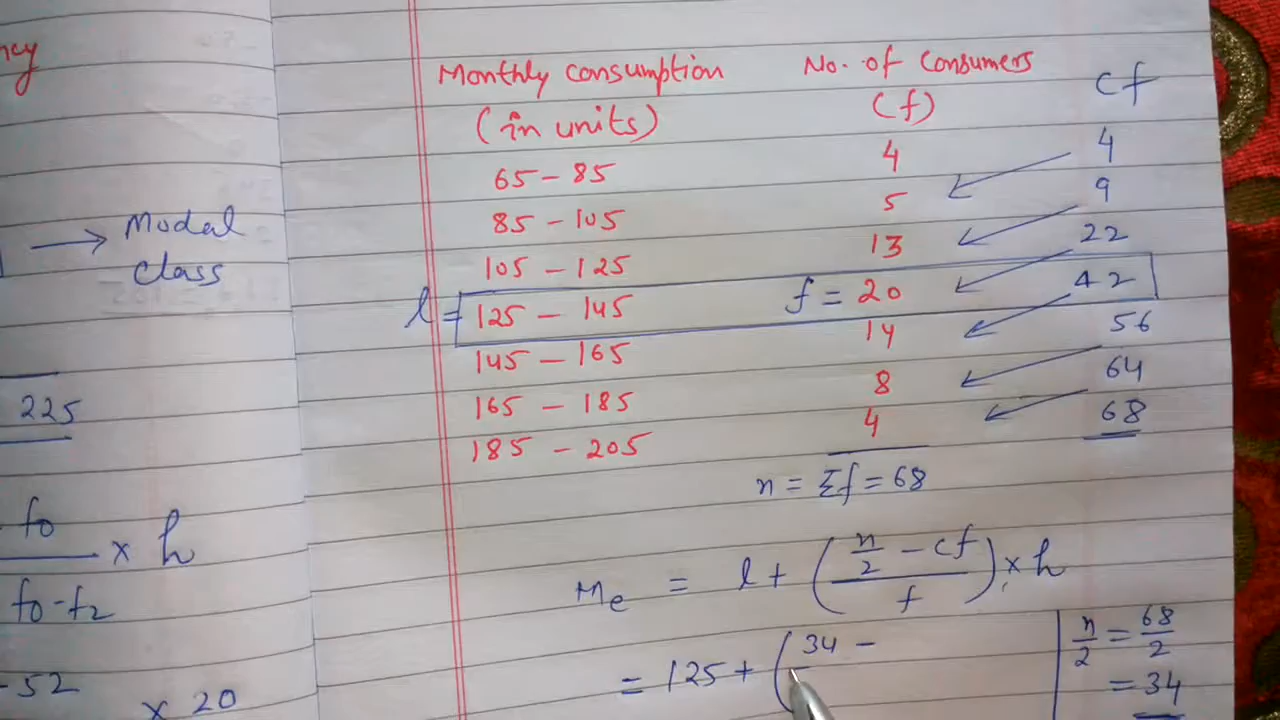 Modal
class
225
f0
× h
f0-f2
-52
× 20
Monthly consumption No. of Consumers cf
(in units) (f)
65 – 85 4 4
85 – 105 5 9
105 – 125 13 22
l = 125 – 145 f = 20 42
145 – 165 14 56
165 – 185 8 64
185 – 205 4 68
n = Σf = 68
Me = l + ( n/2 – cf / f ) × h
= 125 + ( 34 –
n/2 = 68/2
= 34